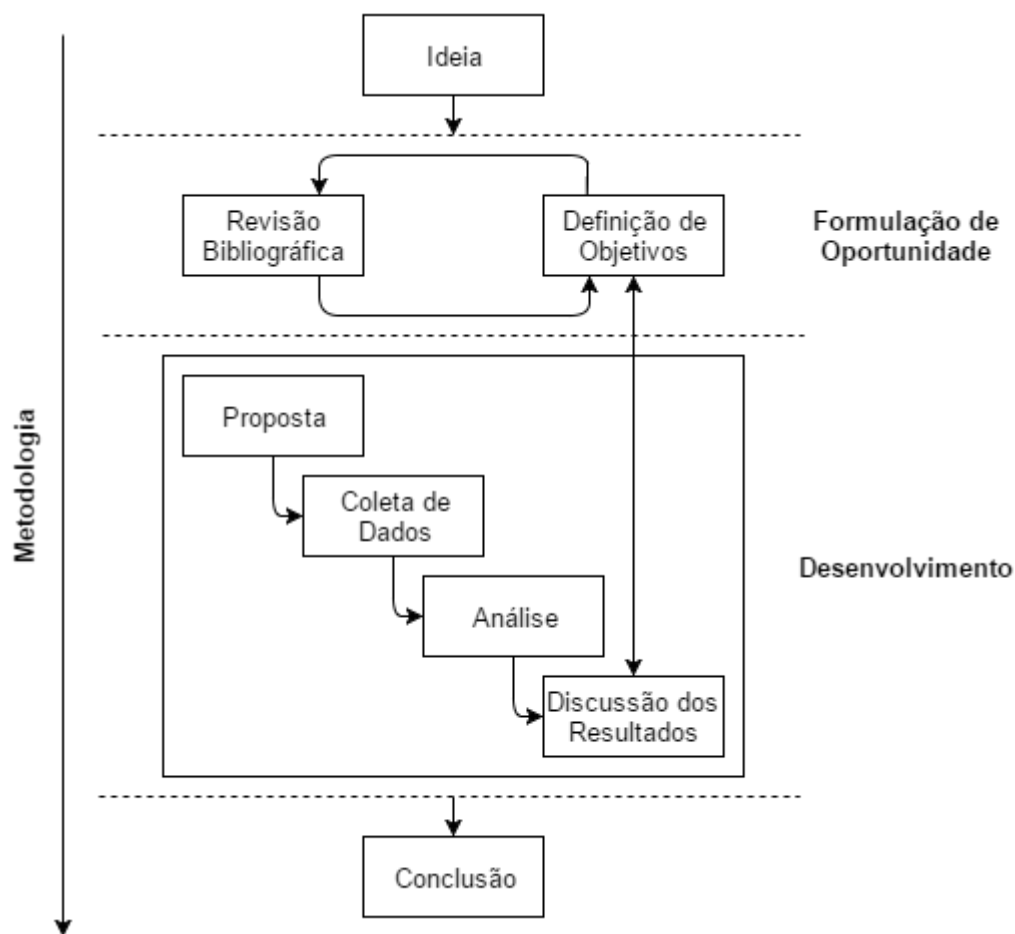 Ideia
Revisão
Bibliográfica
Definição de
Objetivos
Formulação de
Oportunidade
Metodologia
Proposta
Coleta de
Dados
Análise
Discussão dos
Resultados
Desenvolvimento
Conclusão